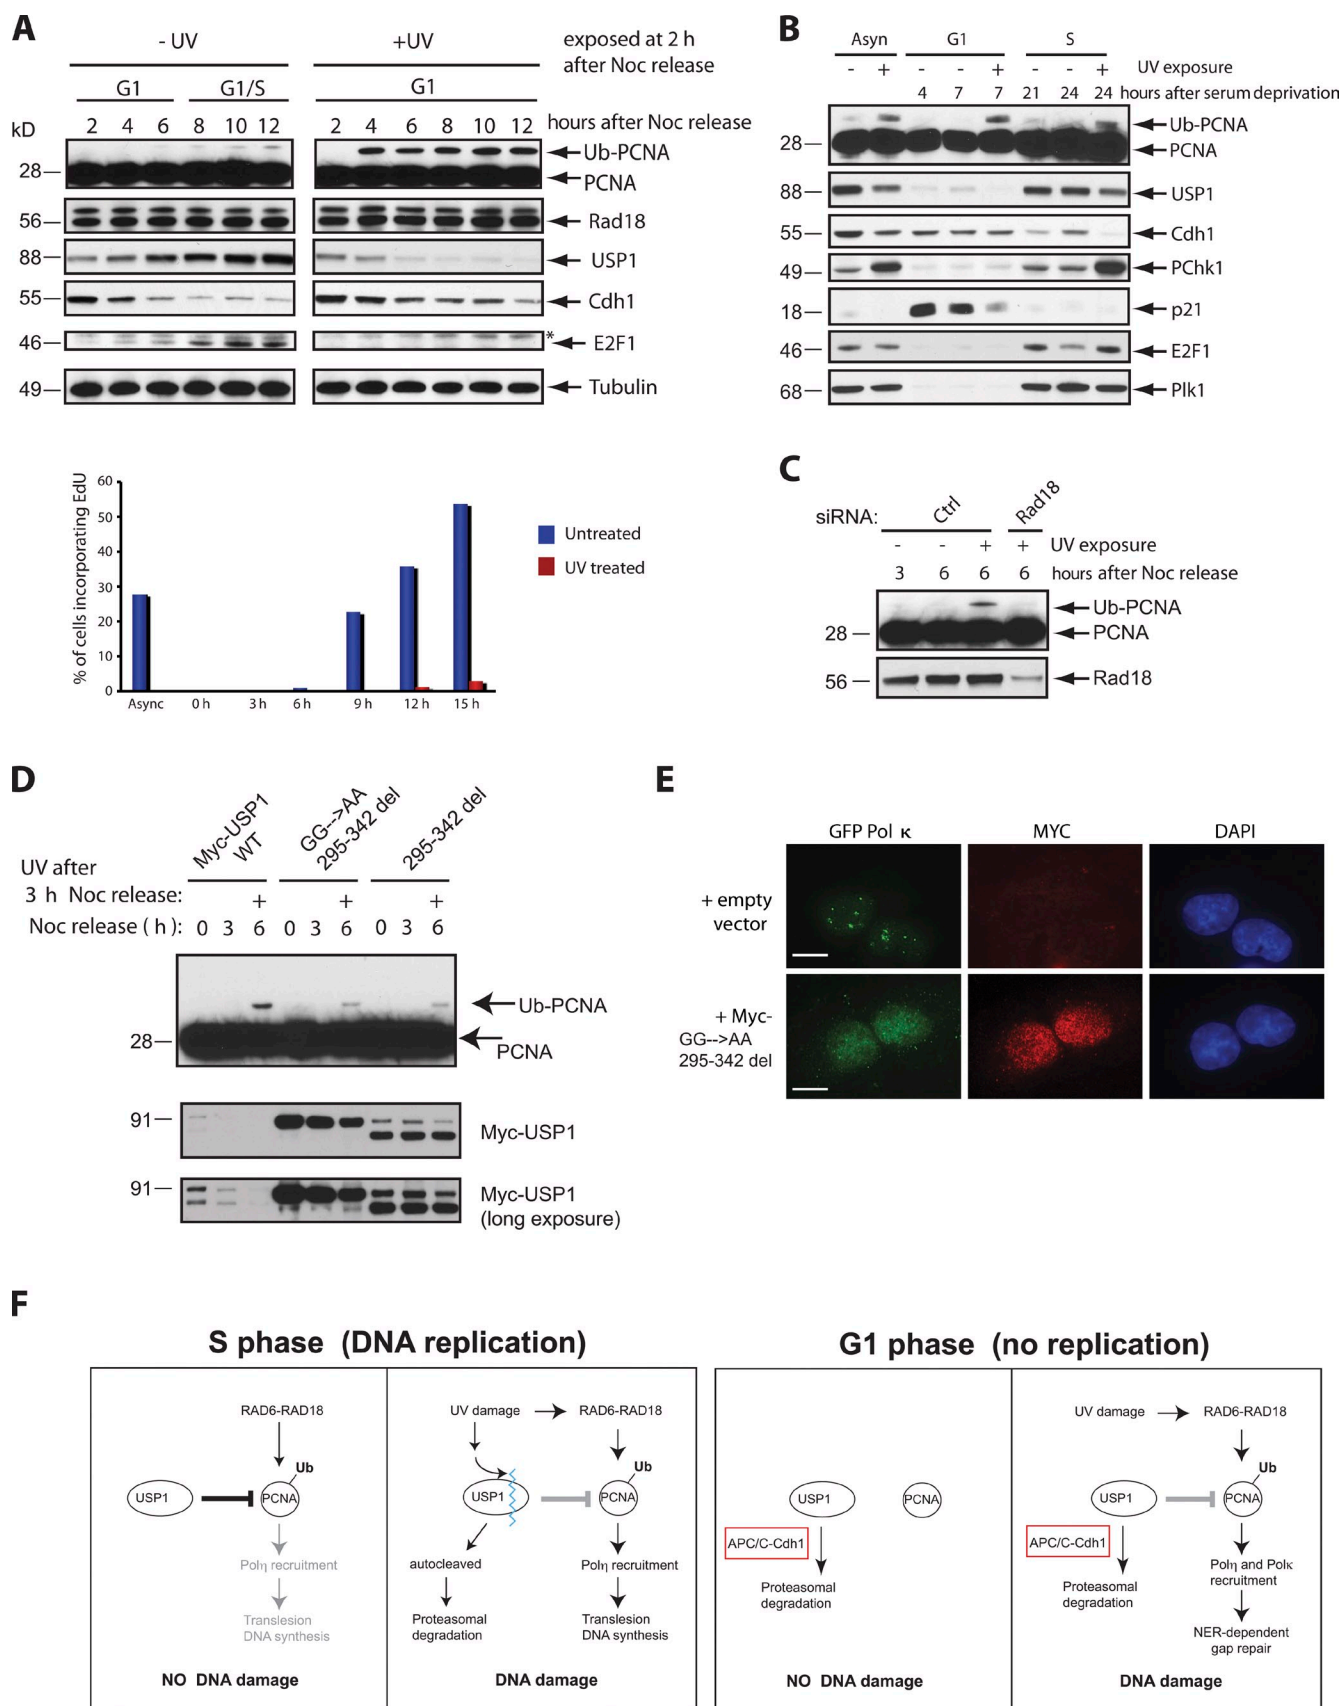 A
- UV
+UV
exposed at 2 h
after Noc release
G1
G1/S
G1
kD
2 4 6 8 10 12
2 4 6 8 10 12
hours after Noc release
28
Ub-PCNA
PCNA
56
Rad18
88
USP1
55
Cdh1
46
*
E2F1
49
Tubulin
% of cells incorporating EdU
60
50
40
30
20
10
0
Async 0 h 3 h 6 h 9 h 12 h 15 h
Untreated
UV treated
B
Asyn G1 S
- + - - + - - +
UV exposure
4 7 7 21 24 24
hours after serum deprivation
28
Ub-PCNA
PCNA
88
USP1
55
Cdh1
49
PChk1
18
p21
46
E2F1
68
Plk1
C
siRNA:
Ctrl
Rad18
- - + +
UV exposure
3 6 6 6
hours after Noc release
28
Ub-PCNA
PCNA
56
Rad18
D
Myc-USP1
WT
GG-->AA
295-342 del
295-342 del
UV after
3 h Noc release:
+ + +
Noc release ( h ):
0 3 6 0 3 6 0 3 6
Ub-PCNA
28
PCNA
91
Myc-USP1
91
Myc-USP1
(long exposure)
E
GFP Pol κ
MYC
DAPI
+ empty
vector
+ Myc-
GG-->AA
295-342 del
F
S phase (DNA replication)
RAD6-RAD18
Ub
USP1
PCNA
Polη recruitment
Translesion
DNA synthesis
NO DNA damage
UV damage
RAD6-RAD18
Ub
USP1
PCNA
autocleaved
Polη recruitment
Proteasomal
degradation
Translesion
DNA synthesis
DNA damage
G1 phase (no replication)
USP1
PCNA
APC/C-Cdh1
Proteasomal
degradation
NO DNA damage
UV damage
RAD6-RAD18
Ub
USP1
PCNA
APC/C-Cdh1
Polη and Polκ
recruitment
Proteasomal
degradation
NER-dependent
gap repair
DNA damage